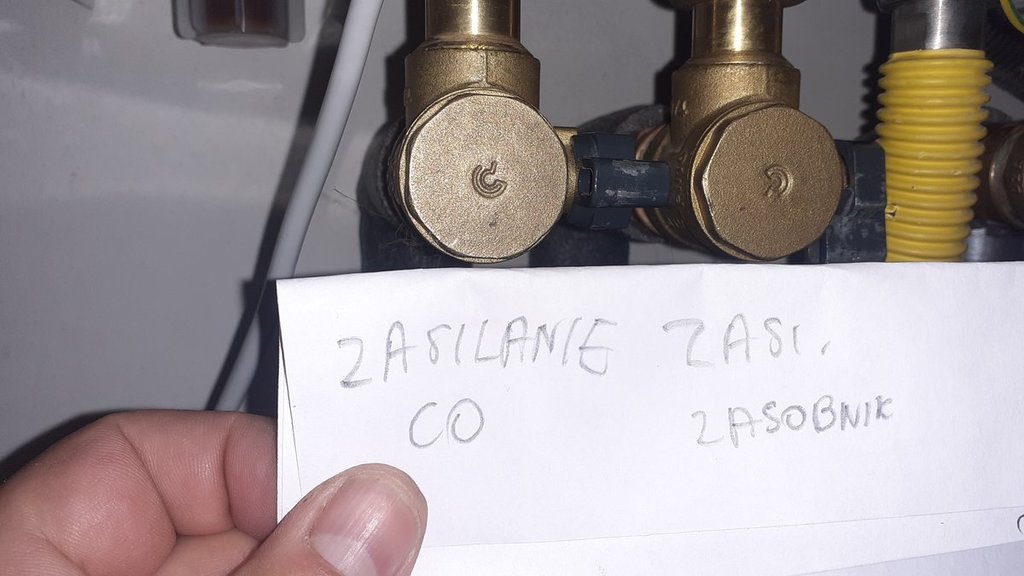 ZASILANIE ZASI.
CO ZASOBNIK